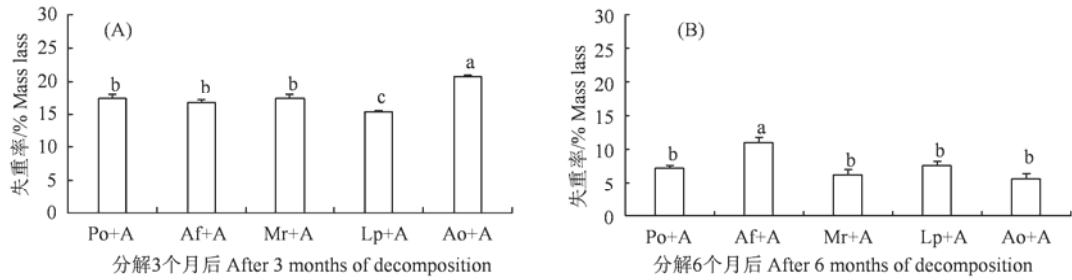 30
(A)
25
a
20
b
b
b
c
15
10
5
0
失重率/% Mass lass
Po+A Af+A Mr+A Lp+A Ao+A
分解3个月后 After 3 months of decomposition
30
(B)
25
20
15
a
10
b
b
b
b
5
0
失重率/% Mass lass
Po+A Af+A Mr+A Lp+A Ao+A
分解6个月后 After 6 months of decomposition